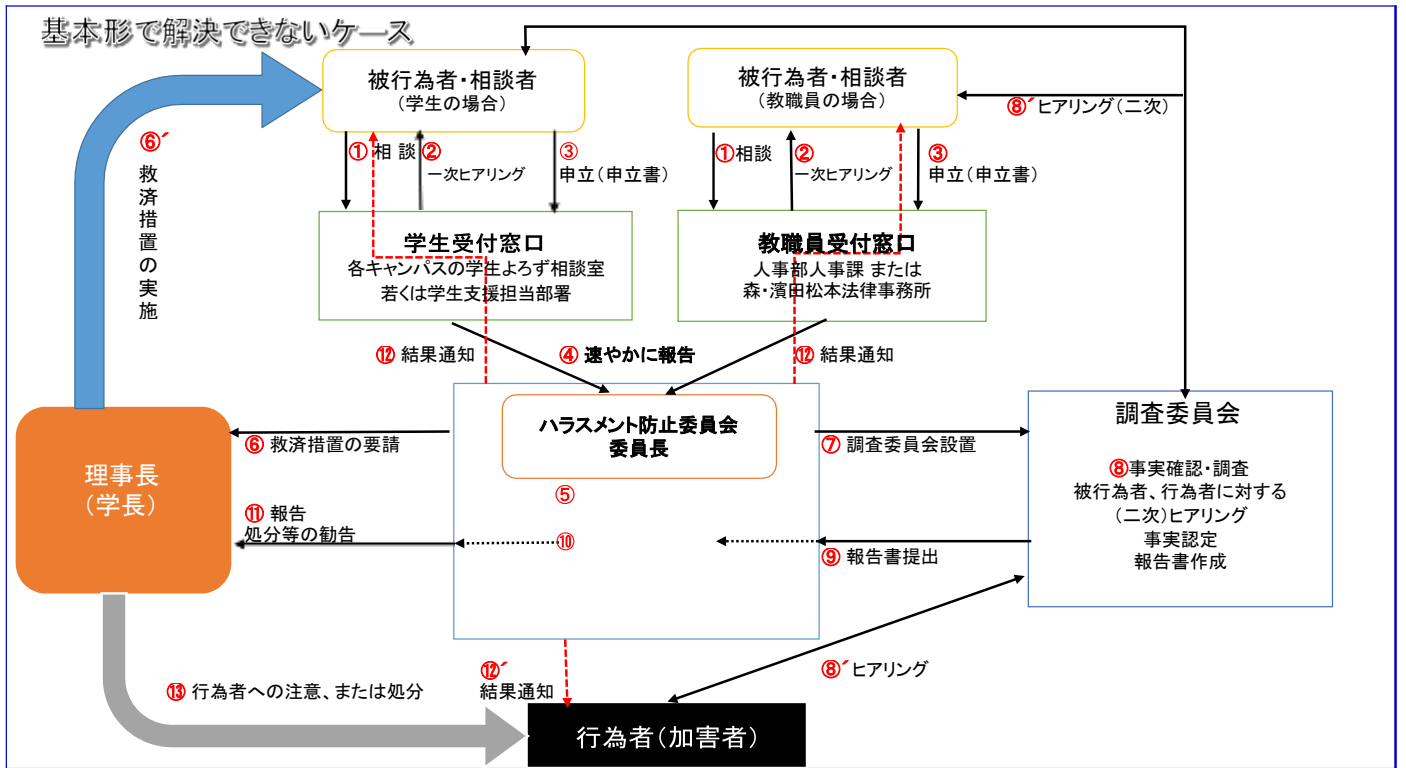 基本形で解決できないケース
被行為者・相談者
（学生の場合）
被行為者・相談者
（教職員の場合）
⑧´ヒアリング（二次）
⑥´
救済措置の実施
①相 談
②
一次ヒアリング
③
申立（申立書）
①相談
②
一次ヒアリング
③
申立（申立書）
学生受付窓口
各キャンパスの学生よろず相談室
若くは学生支援担当部署
教職員受付窓口
人事部人事課 または
森・濱田松本法律事務所
⑫ 結果通知
④ 速やかに報告
⑫ 結果通知
ハラスメント防止委員会
委員長
⑤
⑩
理事長
（学長）
⑥ 救済措置の要請
⑪ 報告
処分等の勧告
⑦ 調査委員会設置
⑨ 報告書提出
調査委員会
⑧事実確認・調査
被行為者、行為者に対する
（二次）ヒアリング
事実認定
報告書作成
⑧´ヒアリング
⑬ 行為者への注意、または処分
⑫´
結果通知
行為者（加害者）